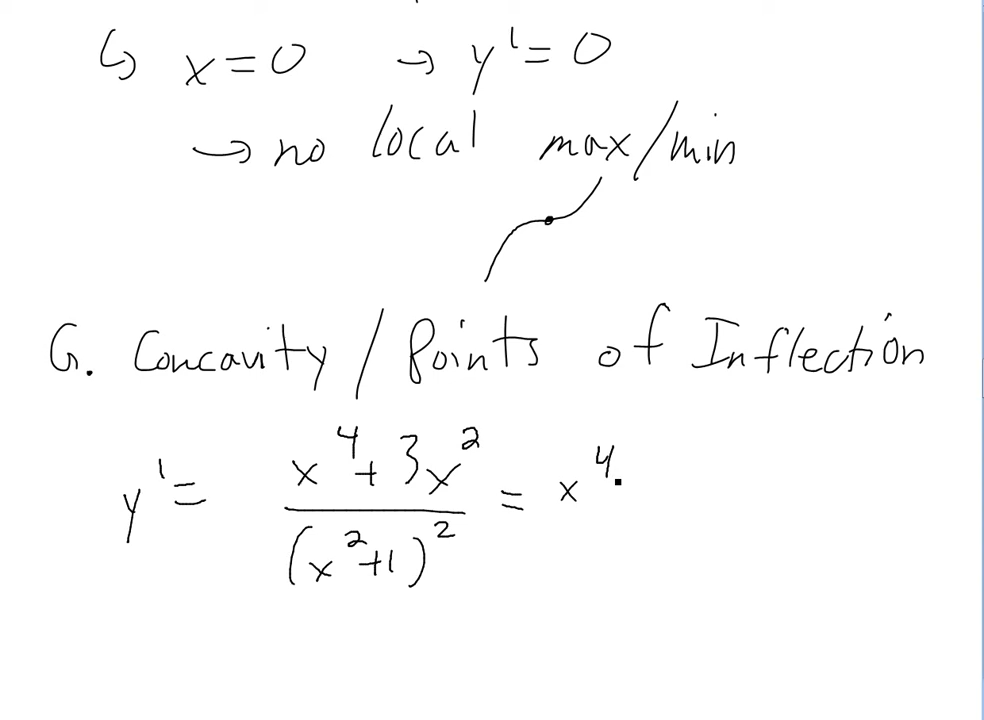 ↳ x = 0 → y' = 0
→ no local max/min
G. Concavity / Points of Inflection
y' = (x⁴ + 3x²) / (x² + 1)² = x⁴